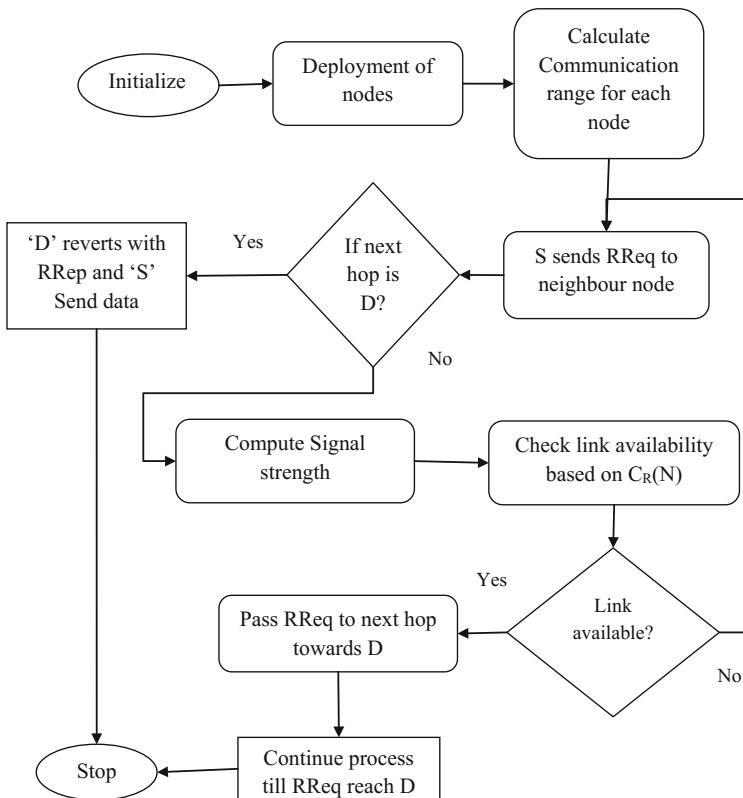 Initialize
Deployment of
nodes
Calculate
Communication
range for each
node
‘D’ reverts with
RRep and ‘S’
Send data
Yes
If next
hop is
D?
S sends RReq to
neighbour node
No
Compute Signal
strength
Check link availability
based on CR(N)
Yes
Link
available?
Pass RReq to next hop
towards D
No
Stop
Continue process
till RReq reach D